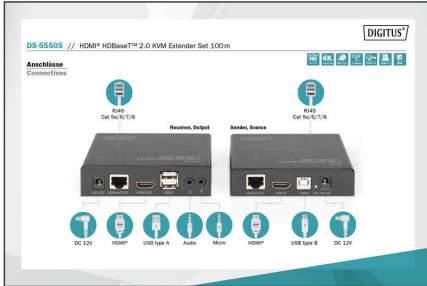 DIGITUS®
DS-55505 // HDMI® HDBaseT™ 2.0 KVM Extender Set 100m
4K
Anschlüsse
Connections
RJ45
Cat 5e/6/7/8
RJ45
Cat 5e/6/7/8
Receiver, Output
Sender, Source
DC 12V
HDMI®
USB type A
Audio
Micro
HDMI®
USB type B
DC 12V